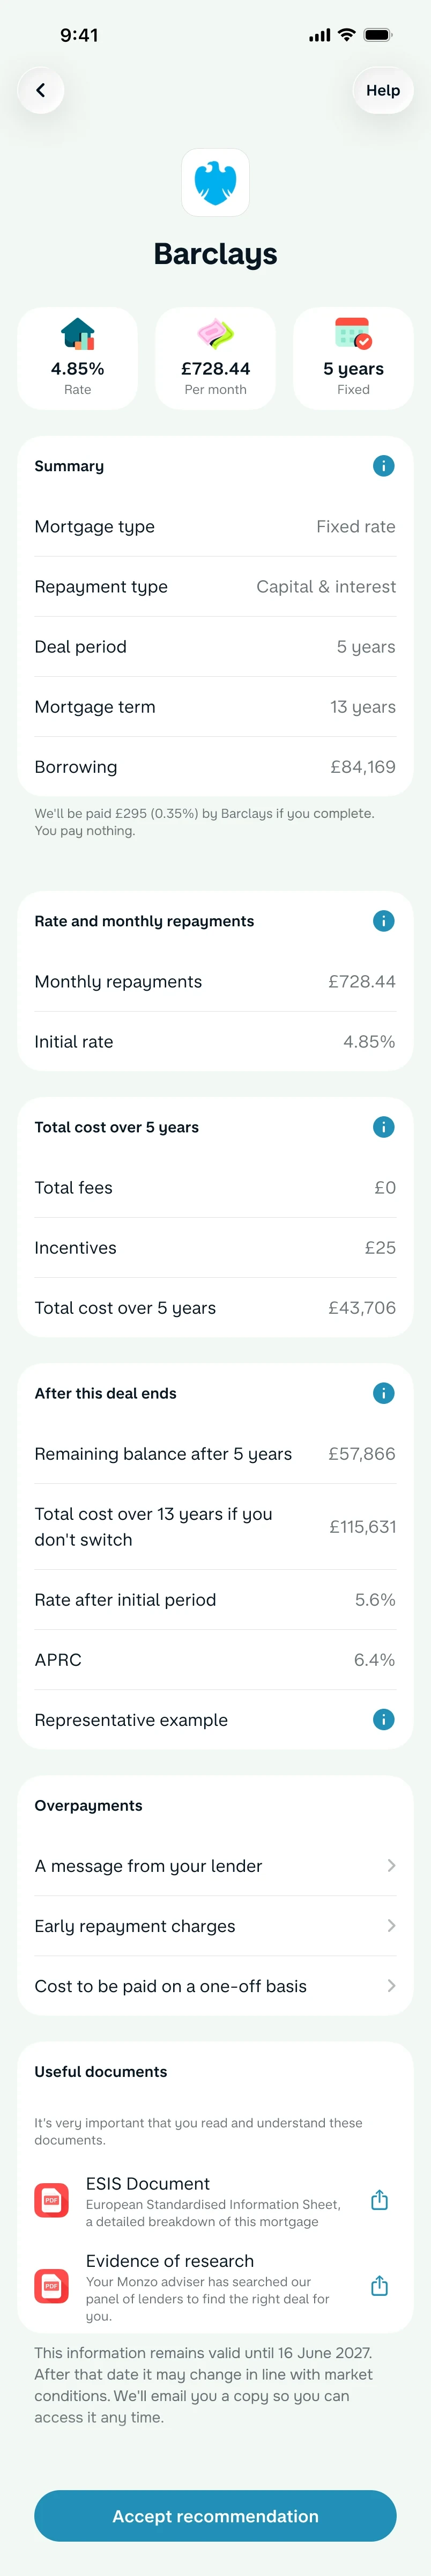 9:41
Help
Barclays
4.85%
Rate
£728.44
Per month
5 years
Fixed
Summary
Mortgage type
Fixed rate
Repayment type
Capital & interest
Deal period
5 years
Mortgage term
13 years
Borrowing
£84,169
We'll be paid £295 (0.35%) by Barclays if you complete.
You pay nothing.
Rate and monthly repayments
Monthly repayments
£728.44
Initial rate
4.85%
Total cost over 5 years
Total fees
£0
Incentives
£25
Total cost over 5 years
£43,706
After this deal ends
Remaining balance after 5 years
£57,866
Total cost over 13 years if you
don't switch
£115,631
Rate after initial period
5.6%
APRC
6.4%
Representative example
Overpayments
A message from your lender
Early repayment charges
Cost to be paid on a one-off basis
Useful documents
It's very important that you read and understand these
documents.
PDF
ESIS Document
European Standardised Information Sheet,
a detailed breakdown of this mortgage
PDF
Evidence of research
Your Monzo adviser has searched our
panel of lenders to find the right deal for
you.
This information remains valid until 16 June 2027.
After that date it may change in line with market
conditions. We'll email you a copy so you can
access it any time.
Accept recommendation